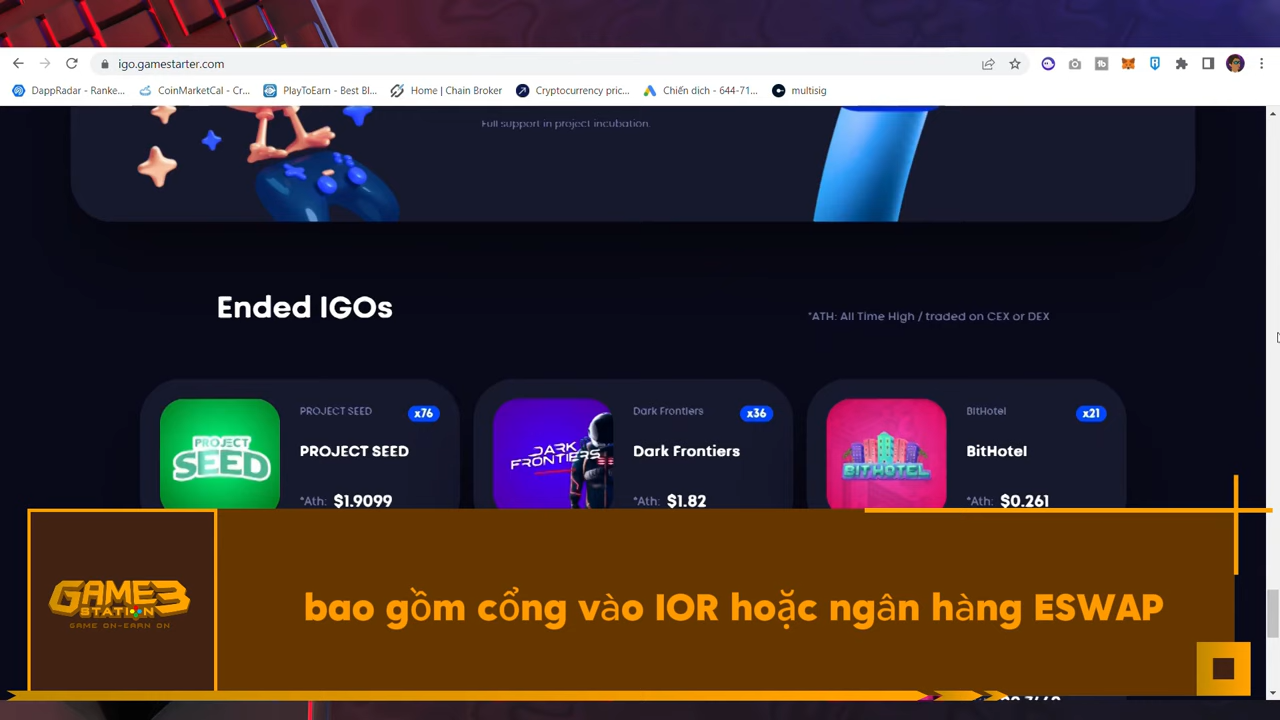 igo.gamestarter.com
DappRadar - Ranke...
CoinMarketCal - Cr...
PlayToEarn - Best Bl...
Home | Chain Broker
Cryptocurrency pric...
Chiến dịch - 644-71...
multisig
Full support in project incubation.
Ended IGOs
*ATH: All Time High / traded on CEX or DEX
PROJECT SEED
x76
PROJECT SEED
PROJECT SEED
*Ath: $1.9099
Dark Frontiers
x36
DARK FRONTIERS
Dark Frontiers
*Ath: $1.82
BitHotel
x21
BITHOTEL
BitHotel
*Ath: $0.261
GAME3
STATION
GAME ON-EARN ON
bao gồm cổng vào IOR hoặc ngân hàng ESWAP